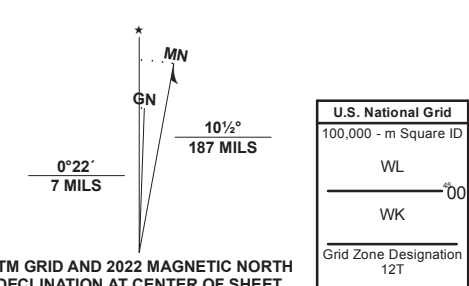 ★
MN
GN
10½°
187 MILS
0°22´
7 MILS
TM GRID AND 2022 MAGNETIC NORTH
DECLINATION AT CENTER OF SHEET
U.S. National Grid
100,000 - m Square ID
WL
⁴⁵00
WK
Grid Zone Designation
12T